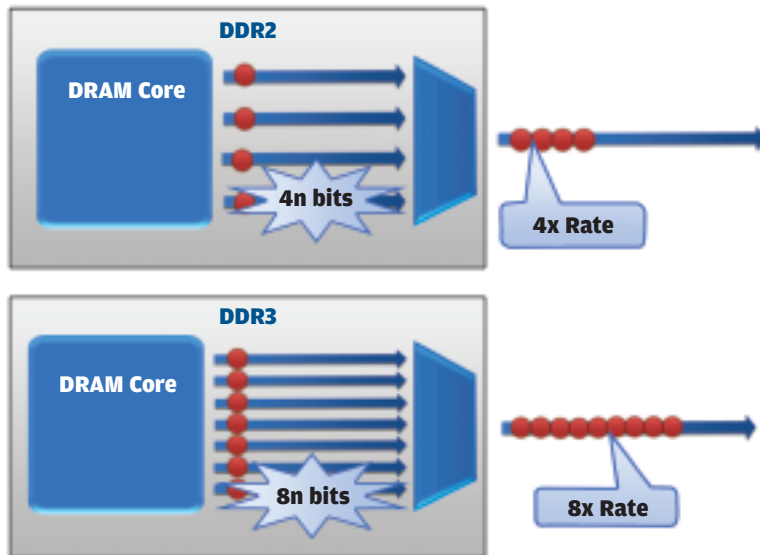 DDR2
DRAM Core
4n bits
4x Rate
DDR3
DRAM Core
8n bits
8x Rate